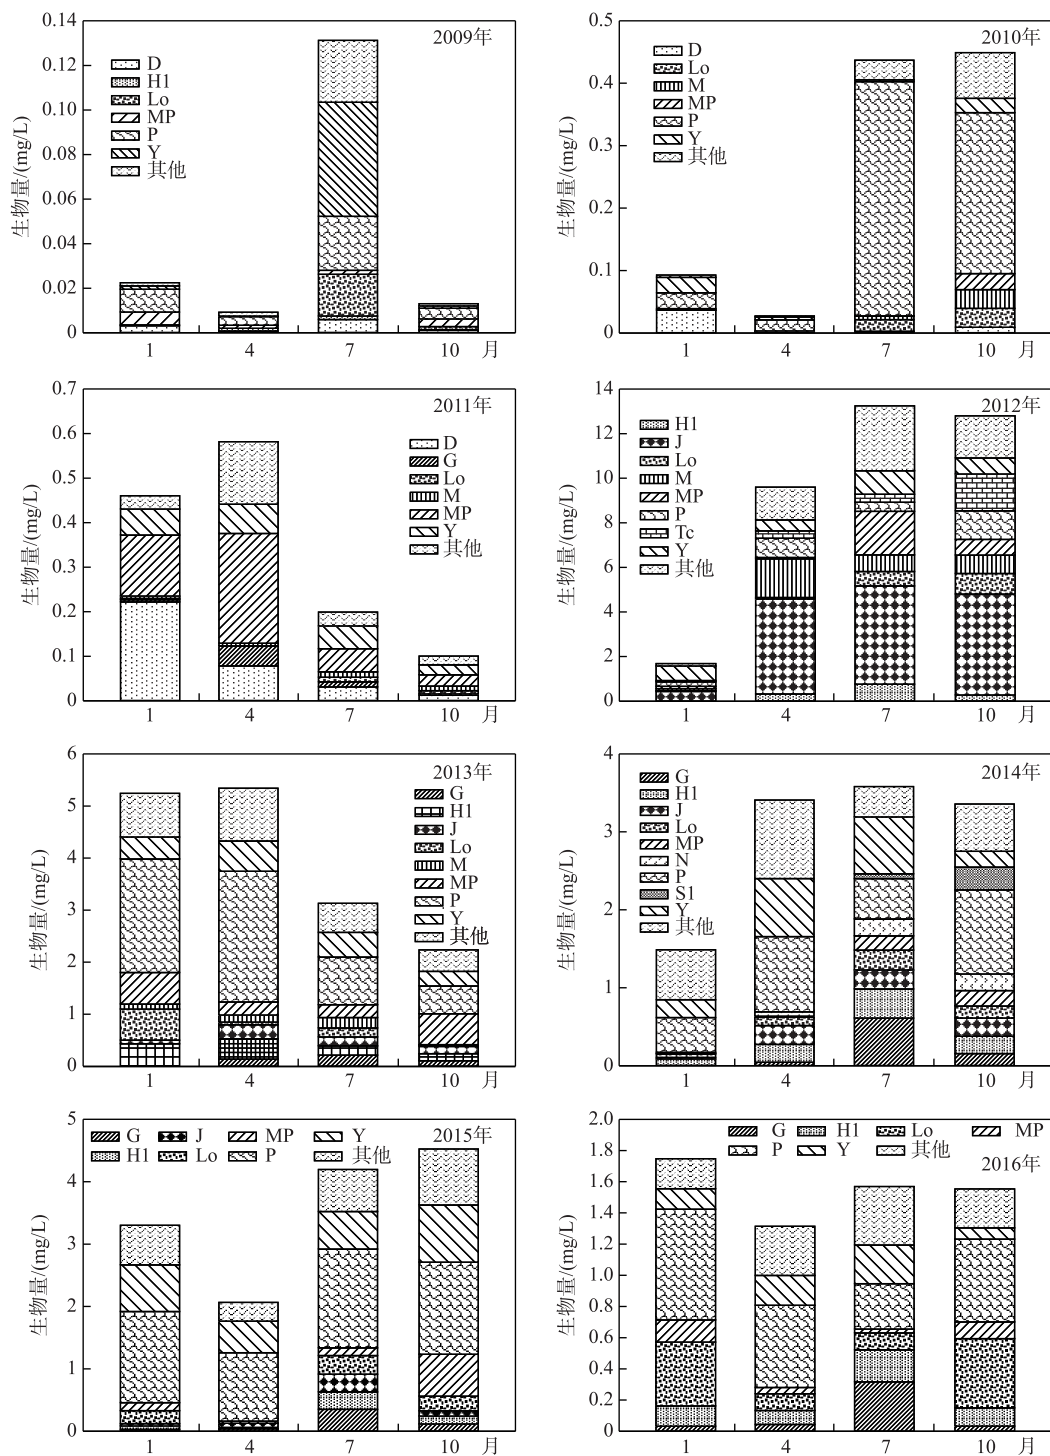 2009年
0.14
0.12
0.10
0.08
0.06
0.04
0.02
0
生物量/(mg/L)
D
H1
Lo
MP
P
Y
其他
1 4 7 10 月
2010年
0.5
0.4
0.3
0.2
0.1
0
生物量/(mg/L)
D
Lo
M
MP
P
Y
其他
1 4 7 10 月
2011年
0.7
0.6
0.5
0.4
0.3
0.2
0.1
0
生物量/(mg/L)
D
G
Lo
M
MP
Y
其他
1 4 7 10 月
2012年
14
12
10
8
6
4
2
0
生物量/(mg/L)
H1
J
Lo
M
MP
P
Tc
Y
其他
1 4 7 10 月
2013年
6
5
4
3
2
1
0
生物量/(mg/L)
G
H1
J
Lo
M
MP
P
Y
其他
1 4 7 10 月
2014年
4
3
2
1
0
生物量/(mg/L)
G
H1
J
Lo
MP
N
P
S1
Y
其他
1 4 7 10 月
2015年
5
4
3
2
1
0
生物量/(mg/L)
G J MP Y
H1 Lo P 其他
1 4 7 10 月
2016年
2.0
1.8
1.6
1.4
1.2
1.0
0.8
0.6
0.4
0.2
0
生物量/(mg/L)
G H1 Lo MP
P Y 其他
1 4 7 10 月